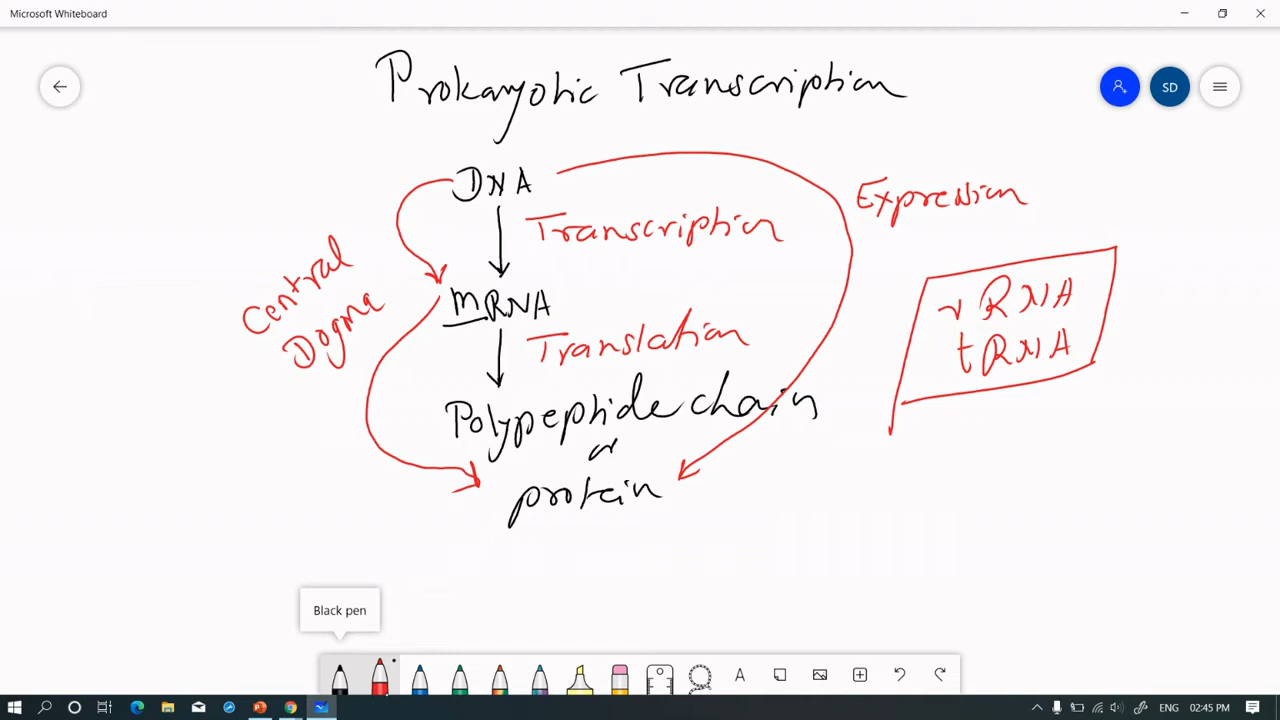 Microsoft Whiteboard
Prokaryotic Transcription
SD
DNA
Transcription
Expression
Central
Dogma
mRNA
Translation
rRNA
tRNA
Polypeptide chain
or
protein
Black pen
A
ENG
02:45 PM